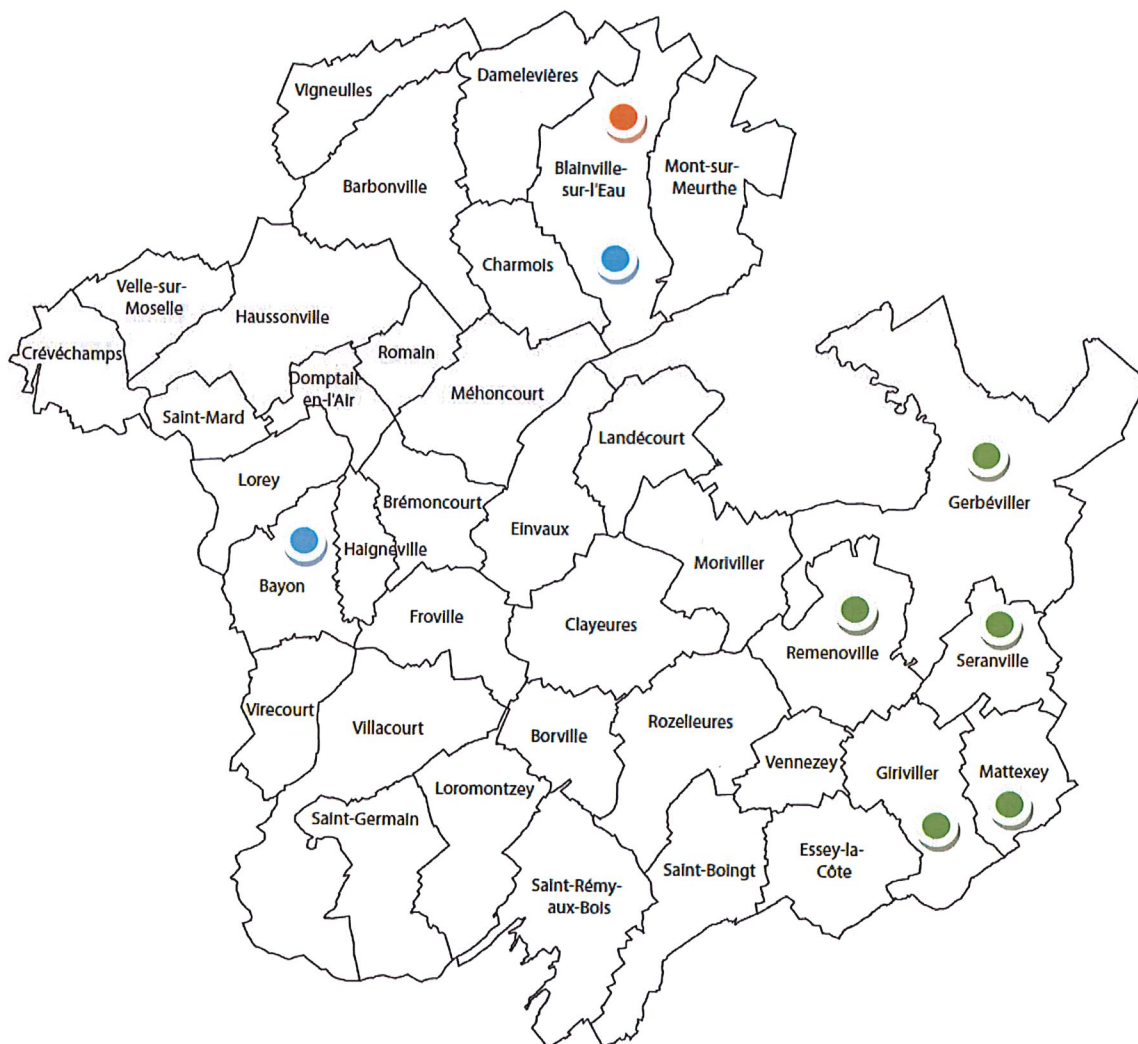 Vigneulles
Damelevières
Barbonville
Blainville-
sur-l'Eau
Mont-sur-
Meurthe
Charmois
Velle-sur-
Moselle
Haussonville
Crévéchamps
Romain
Domptail-
en-l'Air
Méhoncourt
Saint-Mard
Landécourt
Lorey
Brémoncourt
Gerbéviller
Einvaux
Haigneville
Moriviller
Bayon
Froville
Clayeures
Remenoville
Seranville
Virecourt
Villacourt
Borville
Rozelieures
Vennezey
Giriviller
Mattexey
Loromontzey
Saint-Germain
Essey-la-
Côte
Saint-Boingt
Saint-Rémy-
aux-Bois